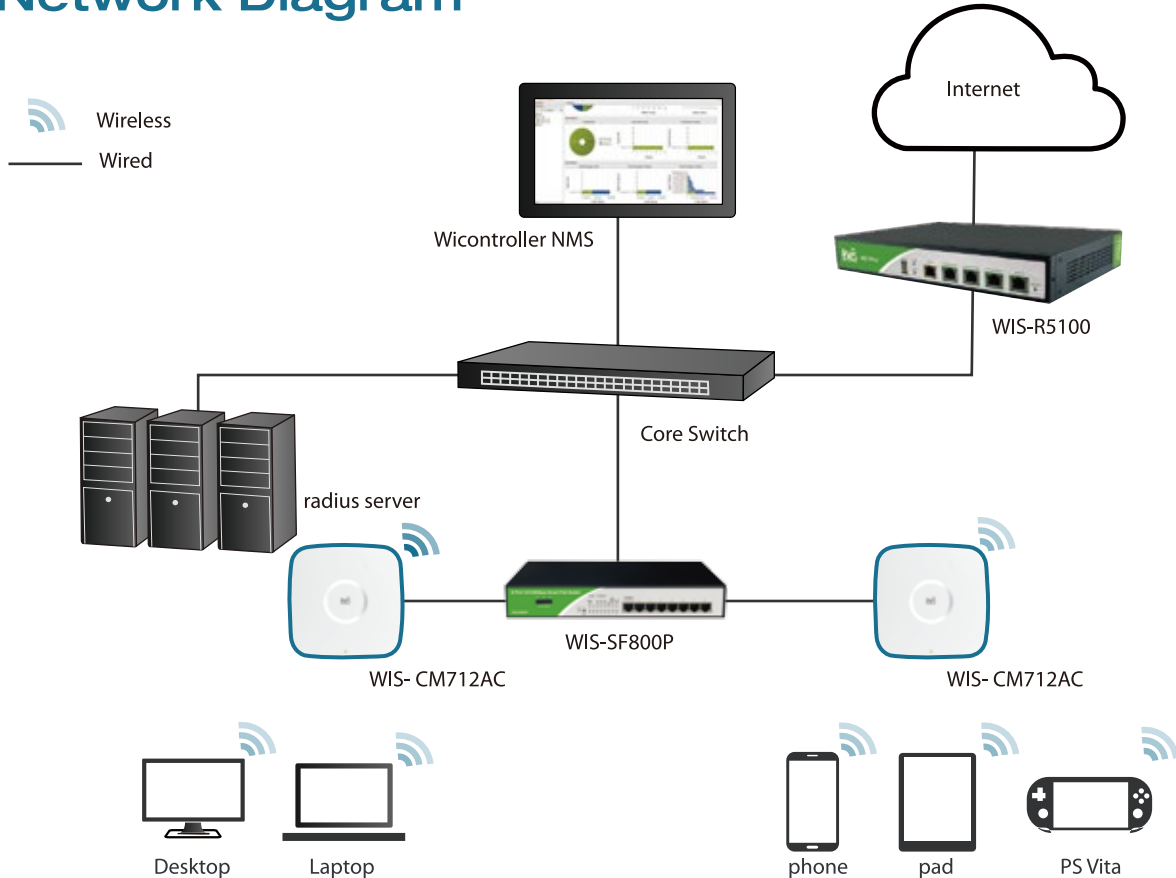 Network Diagram
Internet
Wireless
Wired
Wicontroller NMS
WIS-R5100
Core Switch
radius server
WIS-SF800P
WIS- CM712AC
WIS- CM712AC
Desktop
Laptop
phone
pad
PS Vita